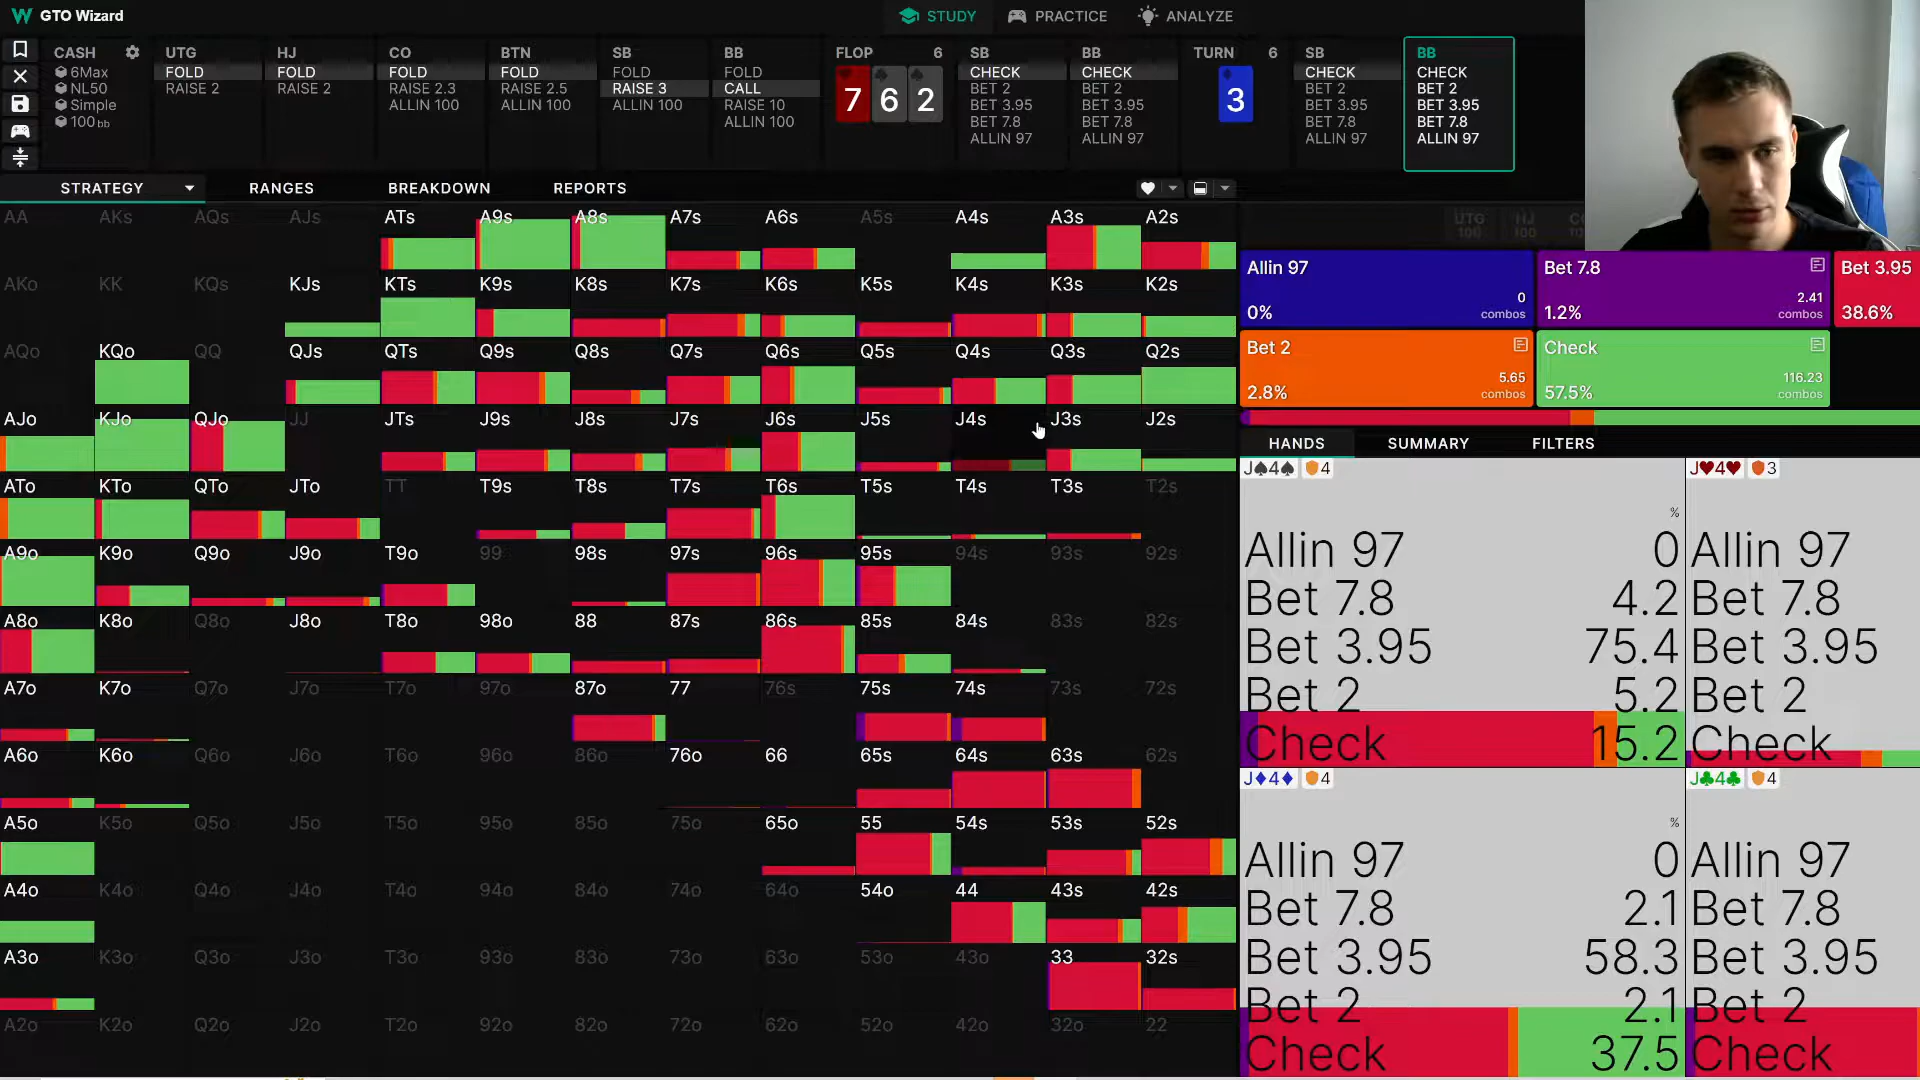 GTO Wizard
STUDY
PRACTICE
ANALYZE
CASH
6Max
NL50
Simple
100bb
UTG
FOLD
RAISE 2
HJ
FOLD
RAISE 2
CO
FOLD
RAISE 2.3
ALLIN 100
BTN
FOLD
RAISE 2.5
ALLIN 100
SB
FOLD
RAISE 3
ALLIN 100
BB
FOLD
CALL
RAISE 10
ALLIN 100
FLOP 6
7 6 2
SB
CHECK
BET 2
BET 3.95
BET 7.8
ALLIN 97
BB
CHECK
BET 2
BET 3.95
BET 7.8
ALLIN 97
TURN 6
3
SB
CHECK
BET 2
BET 3.95
BET 7.8
ALLIN 97
BB
CHECK
BET 2
BET 3.95
BET 7.8
ALLIN 97
STRATEGY RANGES BREAKDOWN REPORTS
AA AKs AQs AJs ATs A9s A8s A7s A6s A5s A4s A3s A2s
AKo KK KQs KJs KTs K9s K8s K7s K6s K5s K4s K3s K2s
AQo KQo QQ QJs QTs Q9s Q8s Q7s Q6s Q5s Q4s Q3s Q2s
AJo KJo QJo JJ JTs J9s J8s J7s J6s J5s J4s J3s J2s
ATo KTo QTo JTo TT T9s T8s T7s T6s T5s T4s T3s T2s
A9o K9o Q9o J9o T9o 99 98s 97s 96s 95s 94s 93s 92s
A8o K8o Q8o J8o T8o 98o 88 87s 86s 85s 84s 83s 82s
A7o K7o Q7o J7o T7o 97o 87o 77 76s 75s 74s 73s 72s
A6o K6o Q6o J6o T6o 96o 86o 76o 66 65s 64s 63s 62s
A5o K5o Q5o J5o T5o 95o 85o 75o 65o 55 54s 53s 52s
A4o K4o Q4o J4o T4o 94o 84o 74o 64o 54o 44 43s 42s
A3o K3o Q3o J3o T3o 93o 83o 73o 63o 53o 43o 33 32s
A2o K2o Q2o J2o T2o 92o 82o 72o 62o 52o 42o 32o 22
UTG
100
HJ
100
Allin 97
0
0% combos
Bet 7.8
2.41
1.2% combos
Bet 3.95
38.6%
Bet 2
5.65
2.8% combos
Check
116.23
57.5% combos
HANDS SUMMARY FILTERS
J♠4♠ 4
%
Allin 97 0
Bet 7.8 4.2
Bet 3.95 75.4
Bet 2 5.2
Check 15.2
J♥4♥ 3
Allin 97
Bet 7.8
Bet 3.95
Bet 2
Check
J♦4♦ 4
%
Allin 97 0
Bet 7.8 2.1
Bet 3.95 58.3
Bet 2 2.1
Check 37.5
J♣4♣ 4
Allin 97
Bet 7.8
Bet 3.95
Bet 2
Check